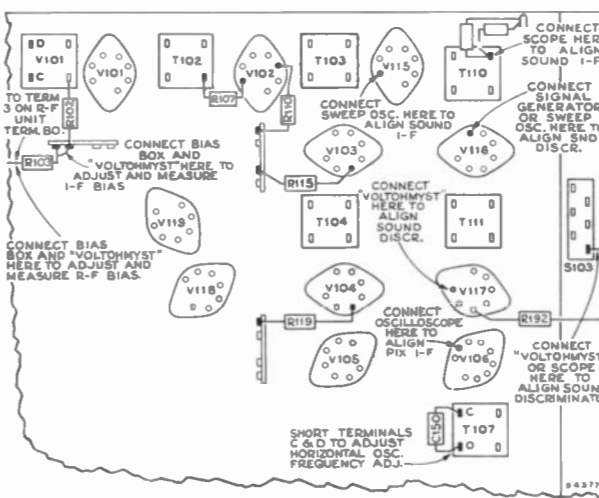 D
V101
C
V101
T102
V102
T103
V115
T110
CONNECT
SCOPE HERE
TO ALIGN
SOUND I-F
TO TERM
3 ON R-F
UNIT
TERM. BD.
R102
R107
R110
CONNECT
SWEEP OSC. HERE TO
ALIGN SOUND
I-F
CONNECT
SIGNAL
GENERATOR
OR SWEEP
OSC. HERE TO
ALIGN SND
DISCR.
R103
CONNECT BIAS
BOX AND
"VOLTOHMYST" HERE TO
ADJUST AND MEASURE
I-F BIAS
V103
V116
R115
CONNECT
"VOLTOHMYST"
HERE TO
ALIGN
SOUND
DISCR.
V119
T104
T111
S103
CONNECT BIAS
BOX AND "VOLTOHMYST"
HERE TO ADJUST AND
MEASURE R-F BIAS.
V118
V104
V117
R119
CONNECT
OSCILLOSCOPE
HERE TO
ALIGN
PIX I-F
R192
V105
V106
CONNECT
"VOLTOHMYST"
OR SCOPE
HERE TO
ALIGN SOUND
DISCRIMINATO
SHORT TERMINALS
C & D TO ADJUST
HORIZONTAL OSC.
FREQUENCY ADJ.
C150
C
T107
D